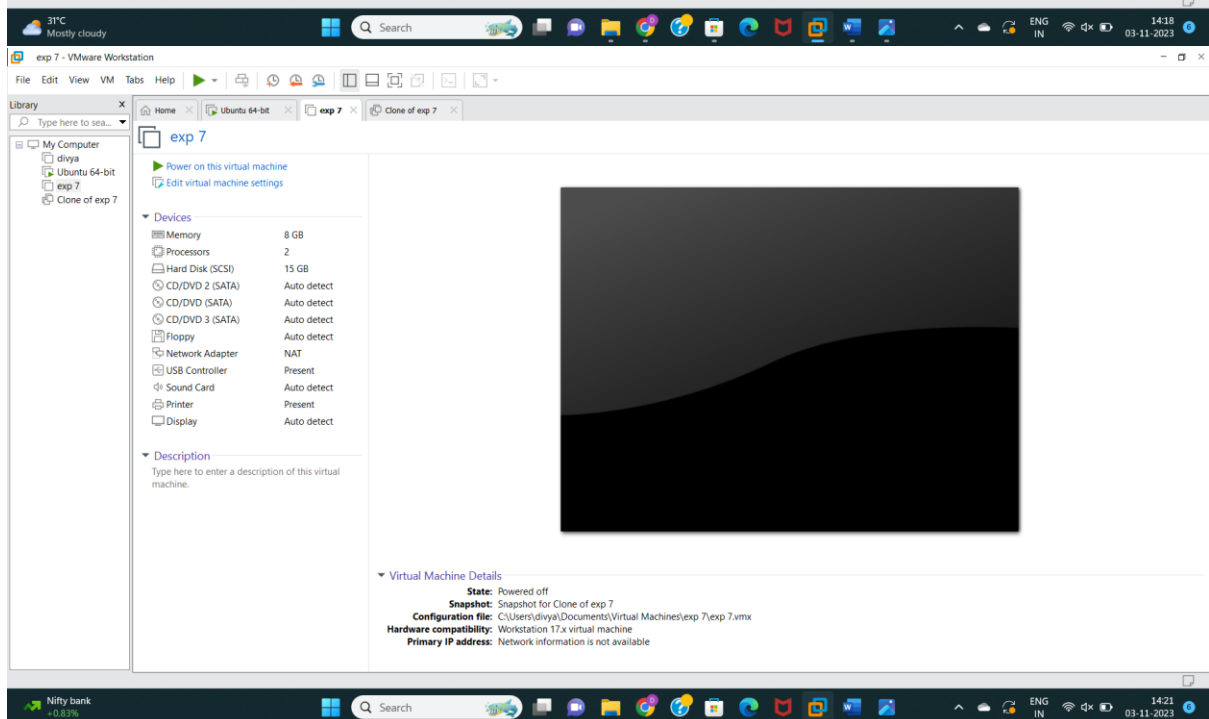 31°C
Mostly cloudy
Search
ENG
IN
14:18
03-11-2023
6
exp 7 - VMware Workstation
File Edit View VM Tabs Help
Library X
Type here to sea...
My Computer
divya
Ubuntu 64-bit
exp 7
Clone of exp 7
Home
Ubuntu 64-bit
exp 7
Clone of exp 7
exp 7
Power on this virtual machine
Edit virtual machine settings
Devices
Memory 8 GB
Processors 2
Hard Disk (SCSI) 15 GB
CD/DVD 2 (SATA) Auto detect
CD/DVD (SATA) Auto detect
CD/DVD 3 (SATA) Auto detect
Floppy Auto detect
Network Adapter NAT
USB Controller Present
Sound Card Auto detect
Printer Present
Display Auto detect
Description
Type here to enter a description of this virtual
machine.
Virtual Machine Details
State: Powered off
Snapshot: Snapshot for Clone of exp 7
Configuration file: C:\Users\divya\Documents\Virtual Machines\exp 7\exp 7.vmx
Hardware compatibility: Workstation 17.x virtual machine
Primary IP address: Network information is not available
Nifty bank
+0.83%
Search
ENG
IN
14:21
03-11-2023
6